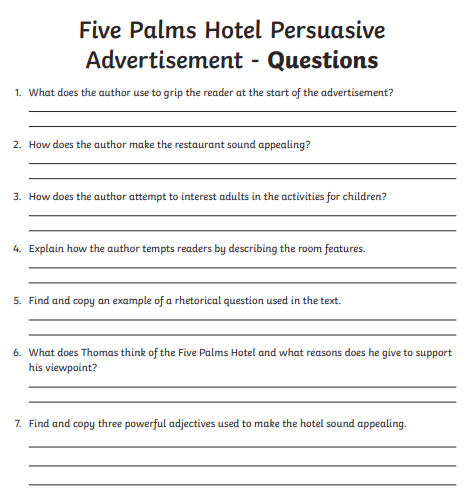 Five Palms Hotel Persuasive
Advertisement - Questions
1. What does the author use to grip the reader at the start of the advertisement?
2. How does the author make the restaurant sound appealing?
3. How does the author attempt to interest adults in the activities for children?
4. Explain how the author tempts readers by describing the room features.
5. Find and copy an example of a rhetorical question used in the text.
6. What does Thomas think of the Five Palms Hotel and what reasons does he give to support
his viewpoint?
7. Find and copy three powerful adjectives used to make the hotel sound appealing.